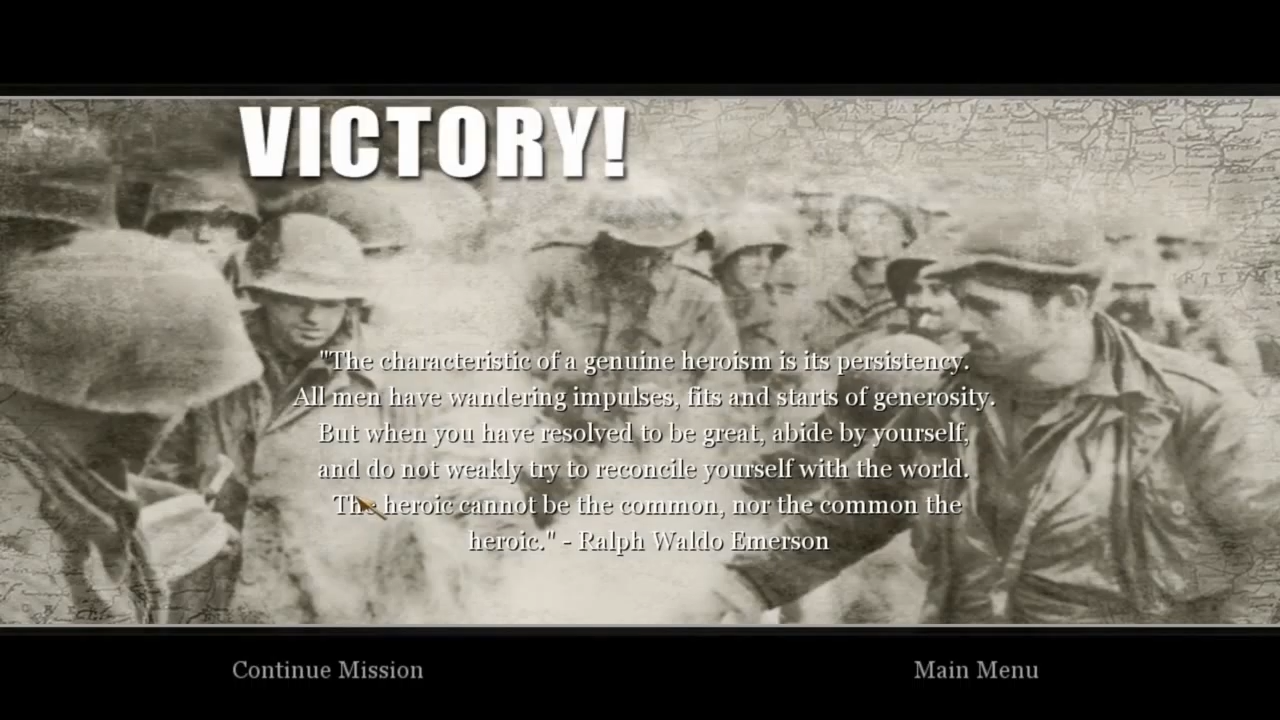 VICTORY!
"The characteristic of a genuine heroism is its persistency.
All men have wandering impulses, fits and starts of generosity.
But when you have resolved to be great, abide by yourself,
and do not weakly try to reconcile yourself with the world.
The heroic cannot be the common, nor the common the
heroic." - Ralph Waldo Emerson
Continue Mission
Main Menu